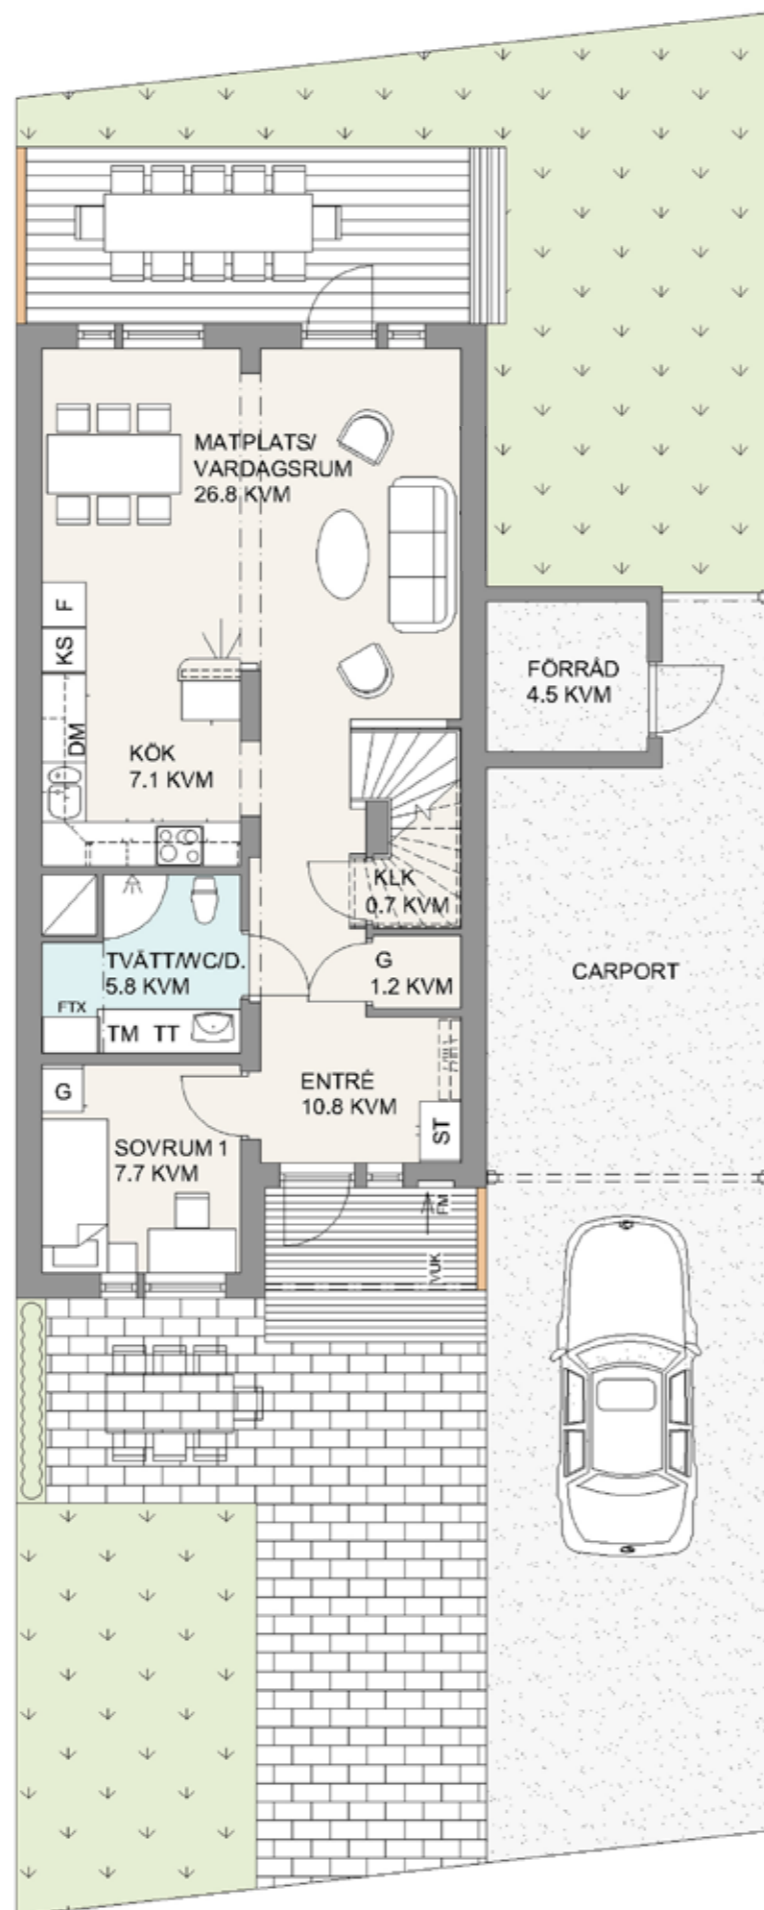 MATPLATS/
VARDAGSRUM
26.8 KVM
F
KS
DM
KÖK
7.1 KVM
FÖRRÅD
4.5 KVM
KLK
0.7 KVM
TVÄTT/WC/D.
5.8 KVM
G
1.2 KVM
CARPORT
FTX
TM TT
G
ENTRÉ
10.8 KVM
ST
SOVRUM 1
7.7 KVM
FM
VUK